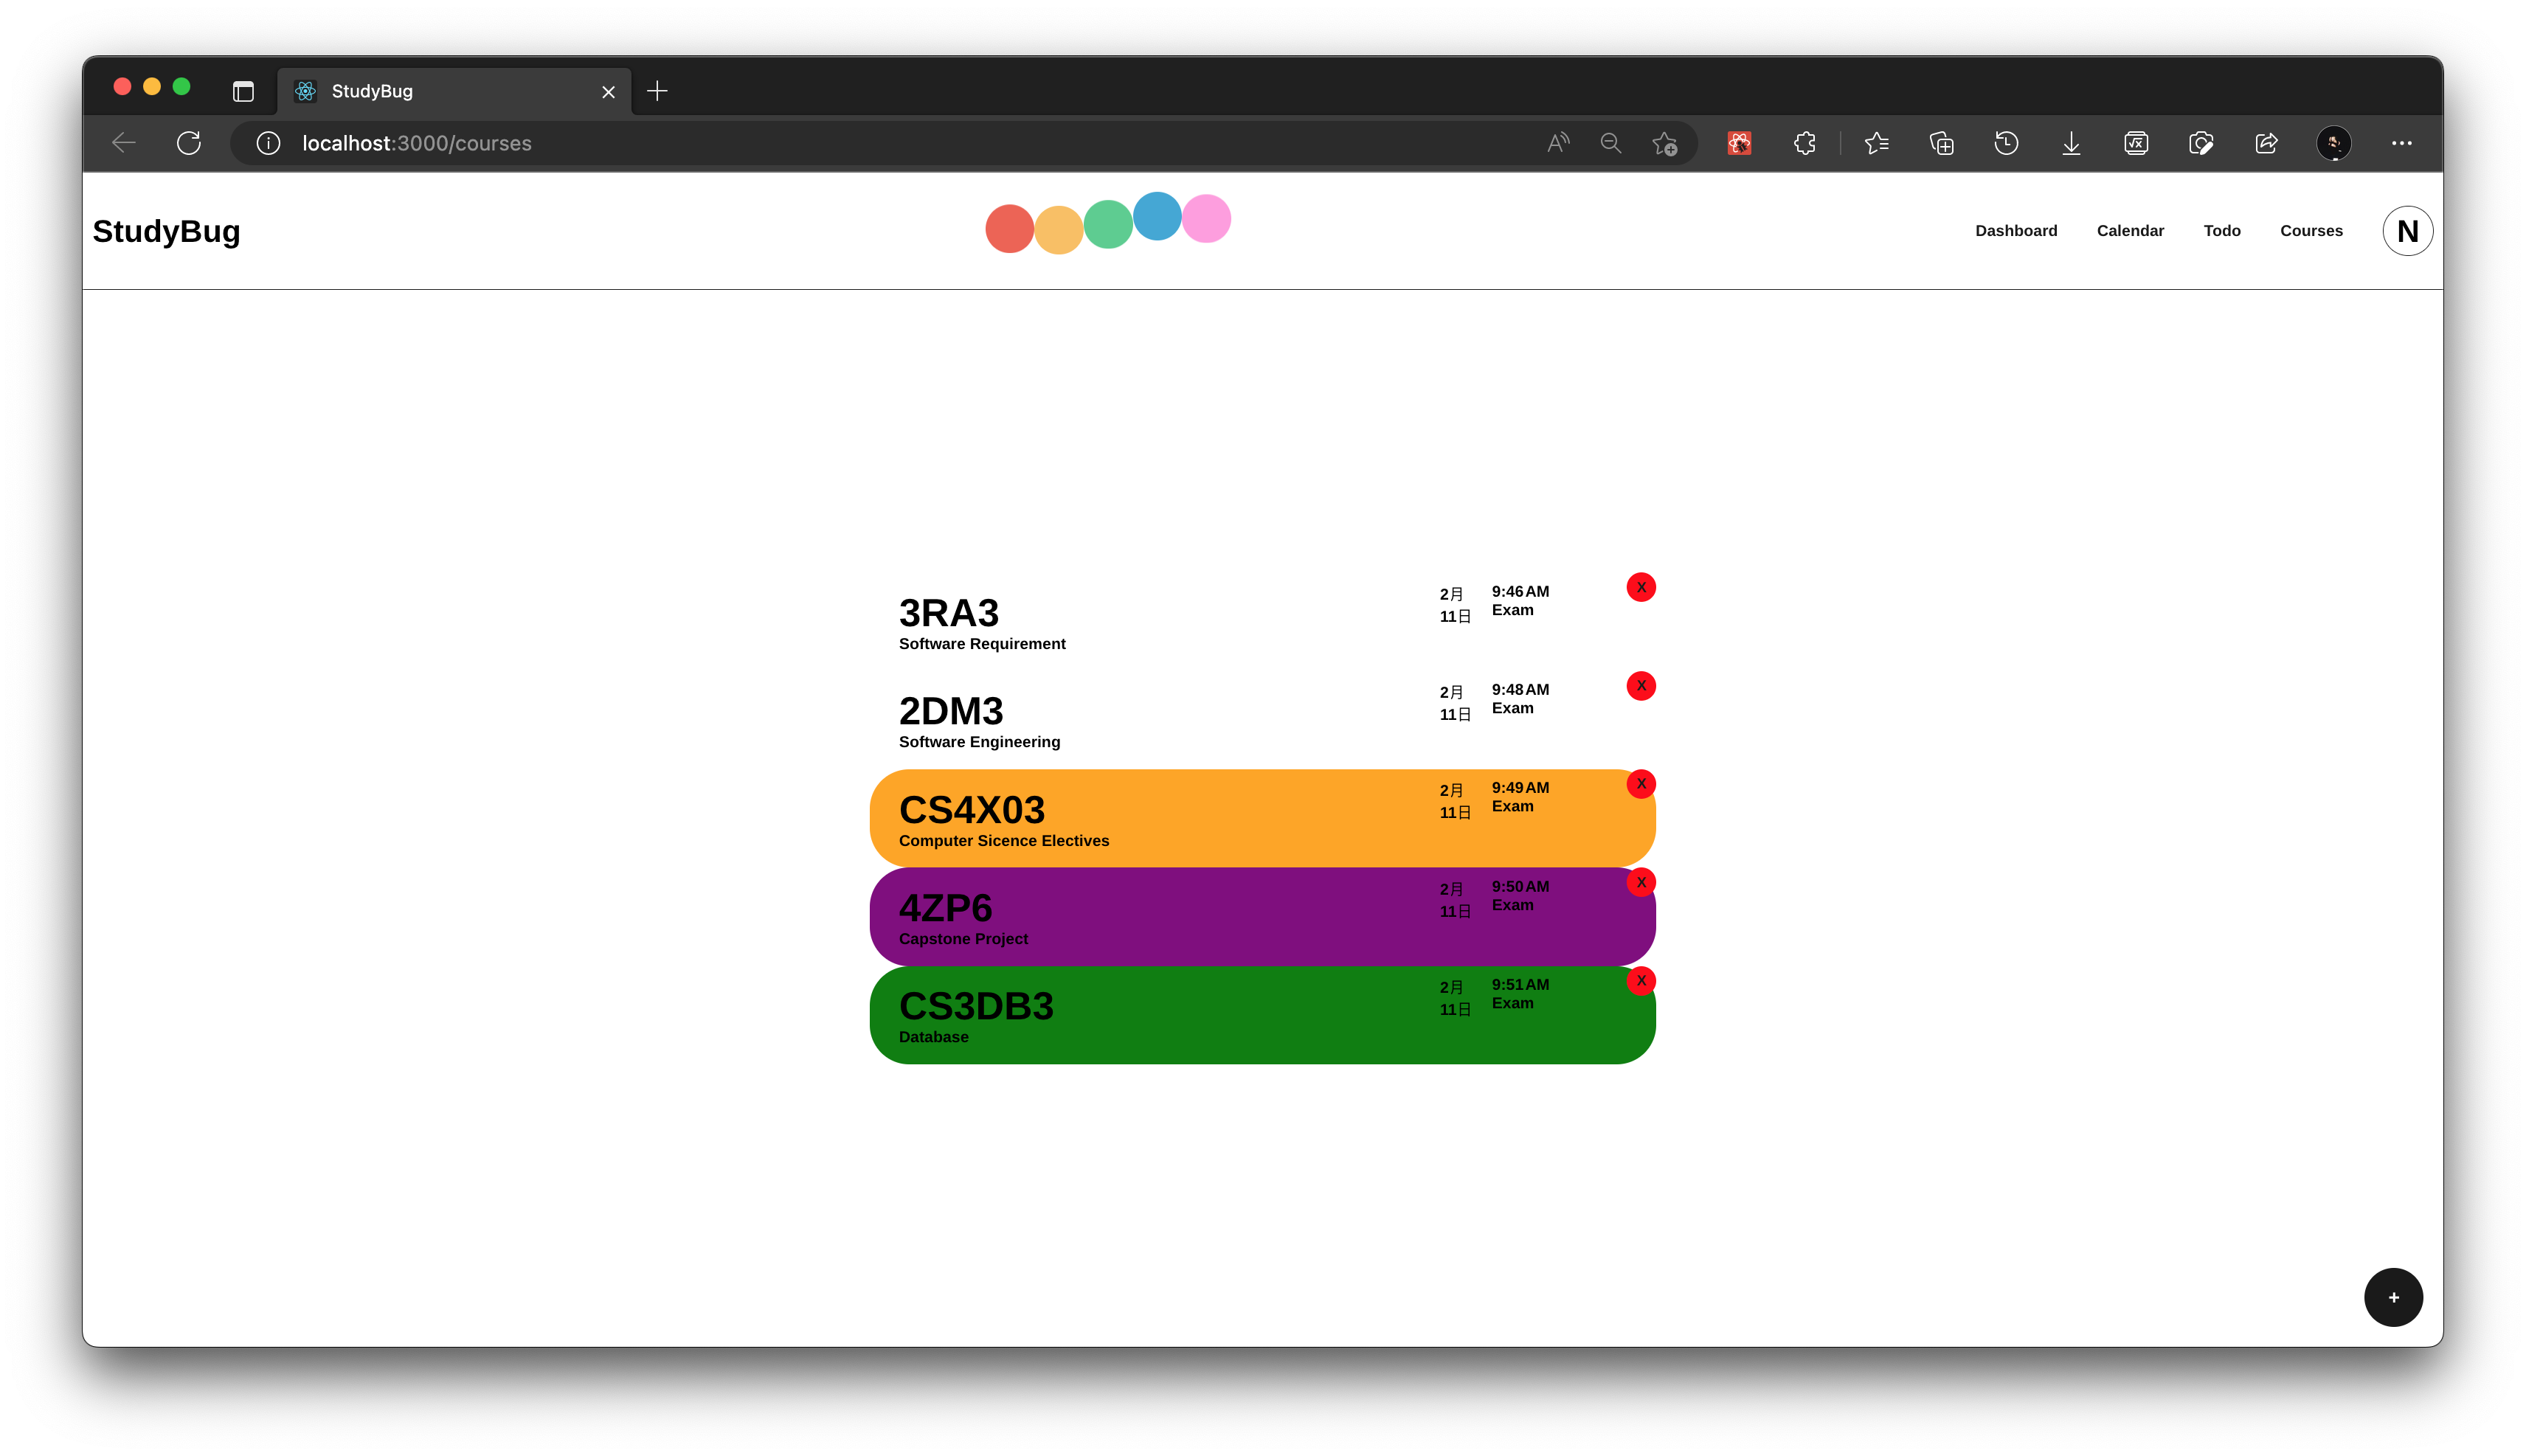 StudyBug
localhost:3000/courses
StudyBug
Dashboard Calendar Todo Courses N
3RA3
Software Requirement
2月
11日
9:46 AM
Exam
X
2DM3
Software Engineering
2月
11日
9:48 AM
Exam
X
CS4X03
Computer Sicence Electives
2月
11日
9:49 AM
Exam
X
4ZP6
Capstone Project
2月
11日
9:50 AM
Exam
X
CS3DB3
Database
2月
11日
9:51 AM
Exam
X
+